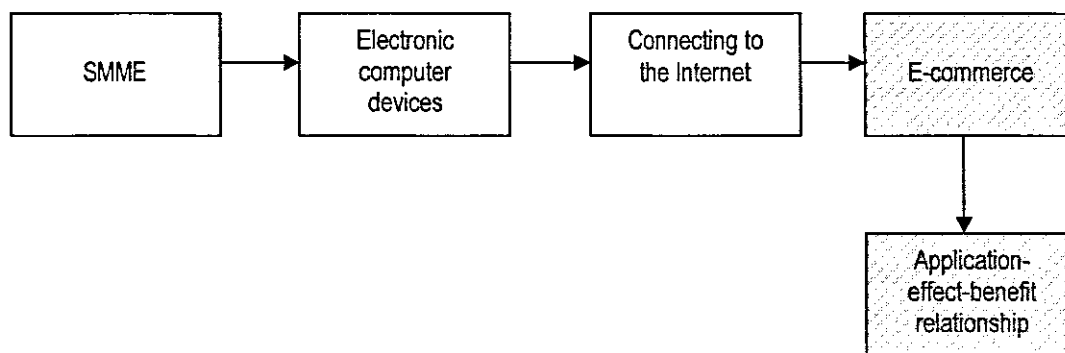 SMME
Electronic
computer
devices
Connecting to
the Internet
E-commerce
Application-
effect-benefit
relationship